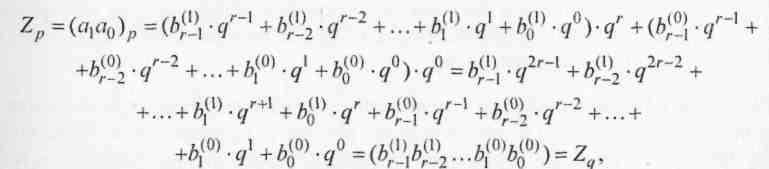 Z_p = (a_1 a_0)_p = (b_{r-1}^{(1)} · q^{r-1} + b_{r-2}^{(1)} · q^{r-2} + ... + b_1^{(1)} · q^1 + b_0^{(1)} · q^0) · q^r + (b_{r-1}^{(0)} · q^{r-1} +
+ b_{r-2}^{(0)} · q^{r-2} + ... + b_1^{(0)} · q^1 + b_0^{(0)} · q^0) · q^0 = b_{r-1}^{(1)} · q^{2r-1} + b_{r-2}^{(1)} · q^{2r-2} +
+ ... + b_1^{(1)} · q^{r+1} + b_0^{(1)} · q^r + b_{r-1}^{(0)} · q^{r-1} + b_{r-2}^{(0)} · q^{r-2} + ... +
+ b_1^{(0)} · q^1 + b_0^{(0)} · q^0 = (b_{r-1}^{(1)} b_{r-2}^{(1)} ... b_1^{(0)} b_0^{(0)}) = Z_q,